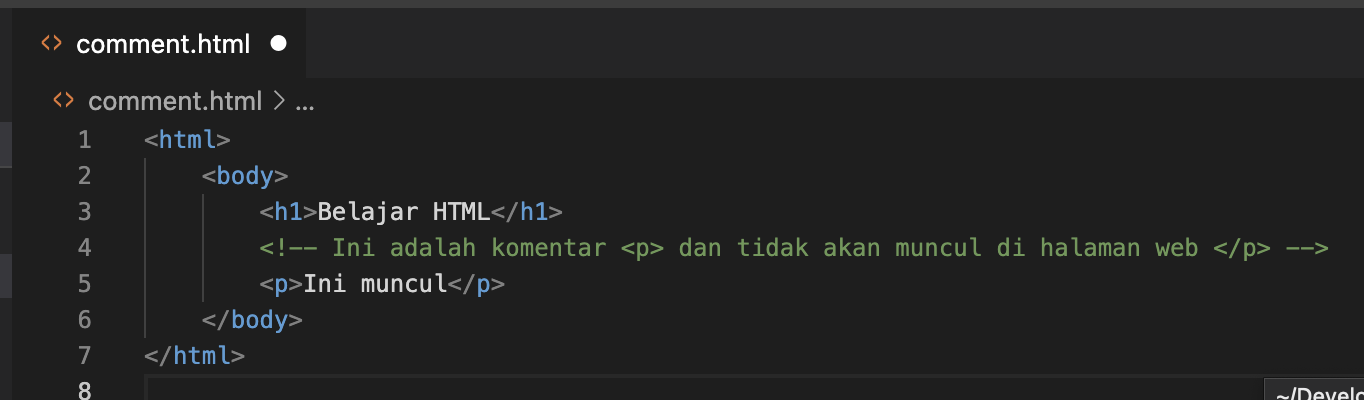 comment.html
comment.html > ...
1 <html>
2 <body>
3 <h1>Belajar HTML</h1>
4 <!-- Ini adalah komentar <p> dan tidak akan muncul di halaman web </p> -->
5 <p>Ini muncul</p>
6 </body>
7 </html>
8